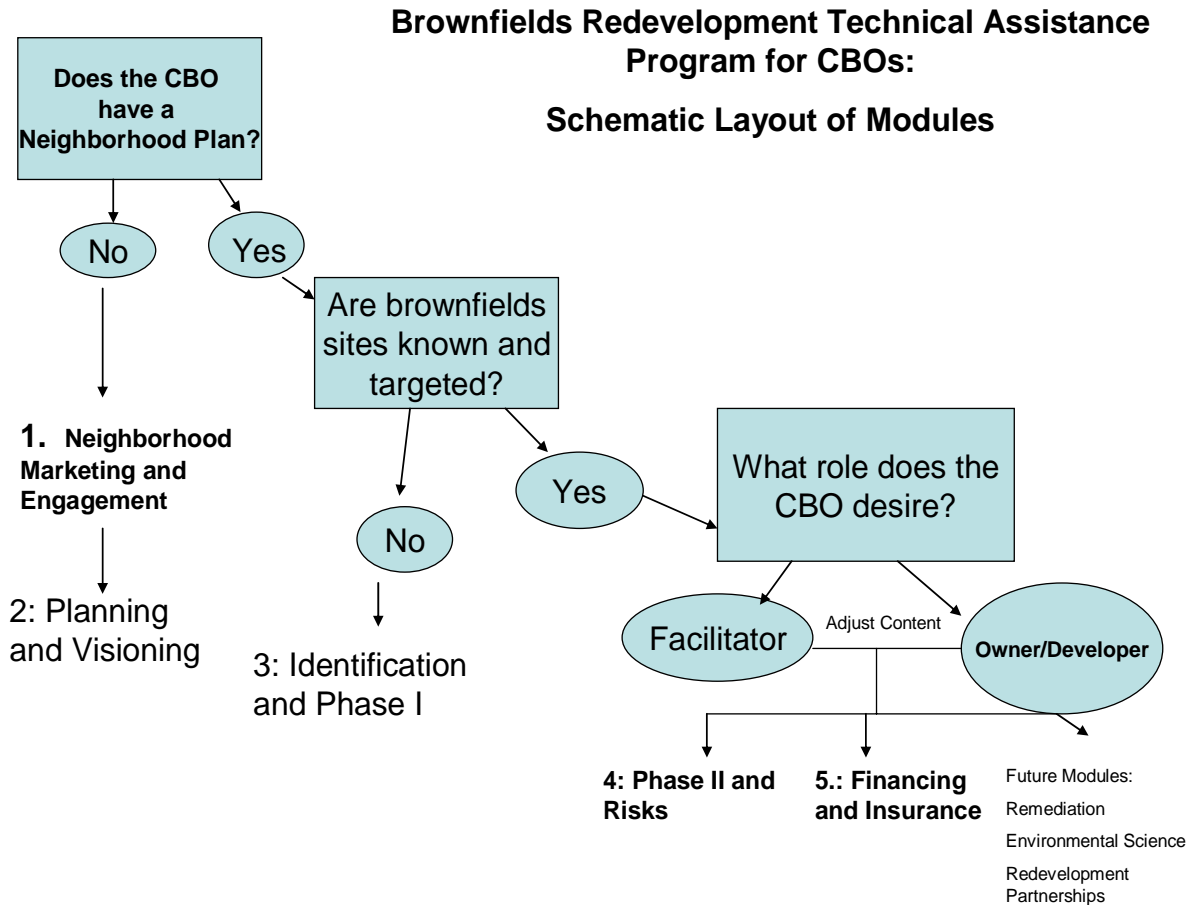 Brownfields Redevelopment Technical Assistance
Program for CBOs:
Schematic Layout of Modules
Does the CBO
have a
Neighborhood Plan?
No
Yes
Are brownfields
sites known and
targeted?
1. Neighborhood
Marketing and
Engagement
Yes
What role does the
CBO desire?
No
2: Planning
and Visioning
3: Identification
and Phase I
Facilitator
Adjust Content
Owner/Developer
4: Phase II and
Risks
5.: Financing
and Insurance
Future Modules:
Remediation
Environmental Science
Redevelopment
Partnerships